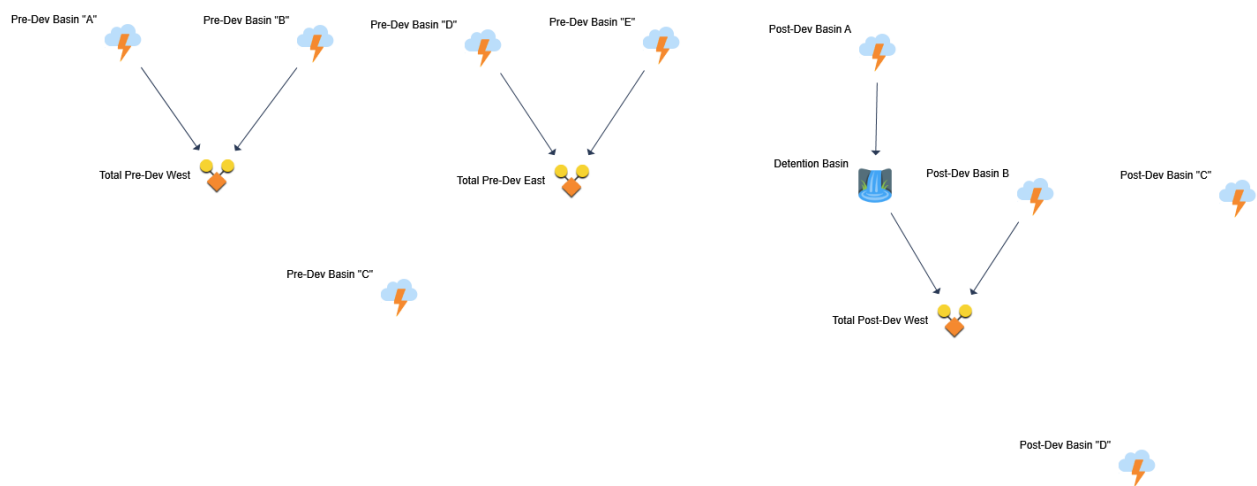 Pre-Dev Basin "A"
Pre-Dev Basin "B"
Pre-Dev Basin "D"
Pre-Dev Basin "E"
Post-Dev Basin A
Total Pre-Dev West
Total Pre-Dev East
Detention Basin
Post-Dev Basin B
Post-Dev Basin "C"
Pre-Dev Basin "C"
Total Post-Dev West
Post-Dev Basin "D"